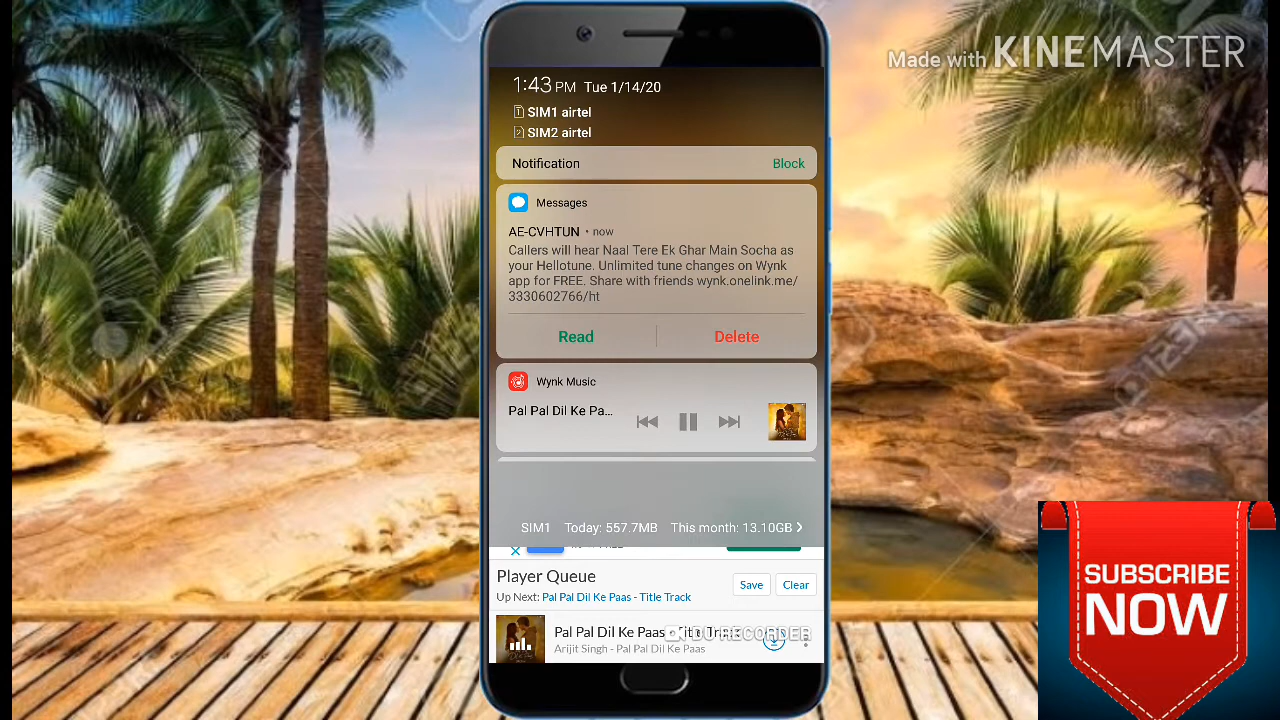 Made with KINEMASTER
1:43 PM Tue 1/14/20
1 SIM1 airtel
2 SIM2 airtel
Notification Block
Messages
AE-CVHTUN • now
Callers will hear Naal Tere Ek Ghar Main Socha as
your Hellotune. Unlimited tune changes on Wynk
app for FREE. Share with friends wynk.onelink.me/
3330602766/ht
Read Delete
Wynk Music
Pal Pal Dil Ke Pa...
SIM1 Today: 557.7MB This month: 13.10GB
Player Queue
Save Clear
Up Next: Pal Pal Dil Ke Paas - Title Track
Pal Pal Dil Ke Paas - Title Track
RECORDER
Arijit Singh - Pal Pal Dil Ke Paas
SUBSCRIBE
NOW